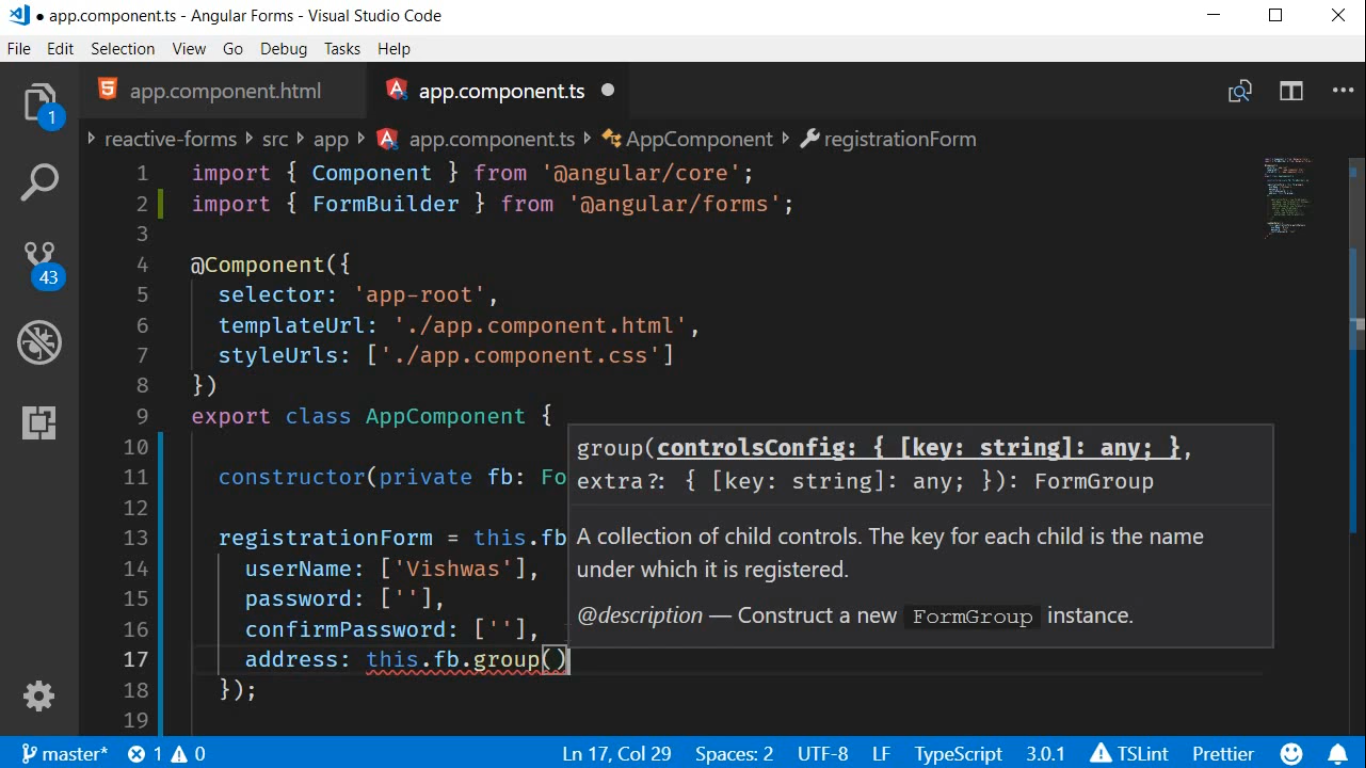 app.component.ts - Angular Forms - Visual Studio Code
File Edit Selection View Go Debug Tasks Help
app.component.html app.component.ts
reactive-forms src app app.component.ts AppComponent registrationForm
1 import { Component } from '@angular/core';
2 import { FormBuilder } from '@angular/forms';
3
4 @Component({
5 selector: 'app-root',
6 templateUrl: './app.component.html',
7 styleUrls: ['./app.component.css']
8 })
9 export class AppComponent {
10
11 constructor(private fb: Fo
12
13 registrationForm = this.fb
14 userName: ['Vishwas'],
15 password: [''],
16 confirmPassword: [''],
17 address: this.fb.group()
18 });
19
group(controlsConfig: { [key: string]: any; },
extra?: { [key: string]: any; }): FormGroup
A collection of child controls. The key for each child is the name
under which it is registered.
@description — Construct a new FormGroup instance.
1
43
master* 1 0 Ln 17, Col 29 Spaces: 2 UTF-8 LF TypeScript 3.0.1 TSLint Prettier